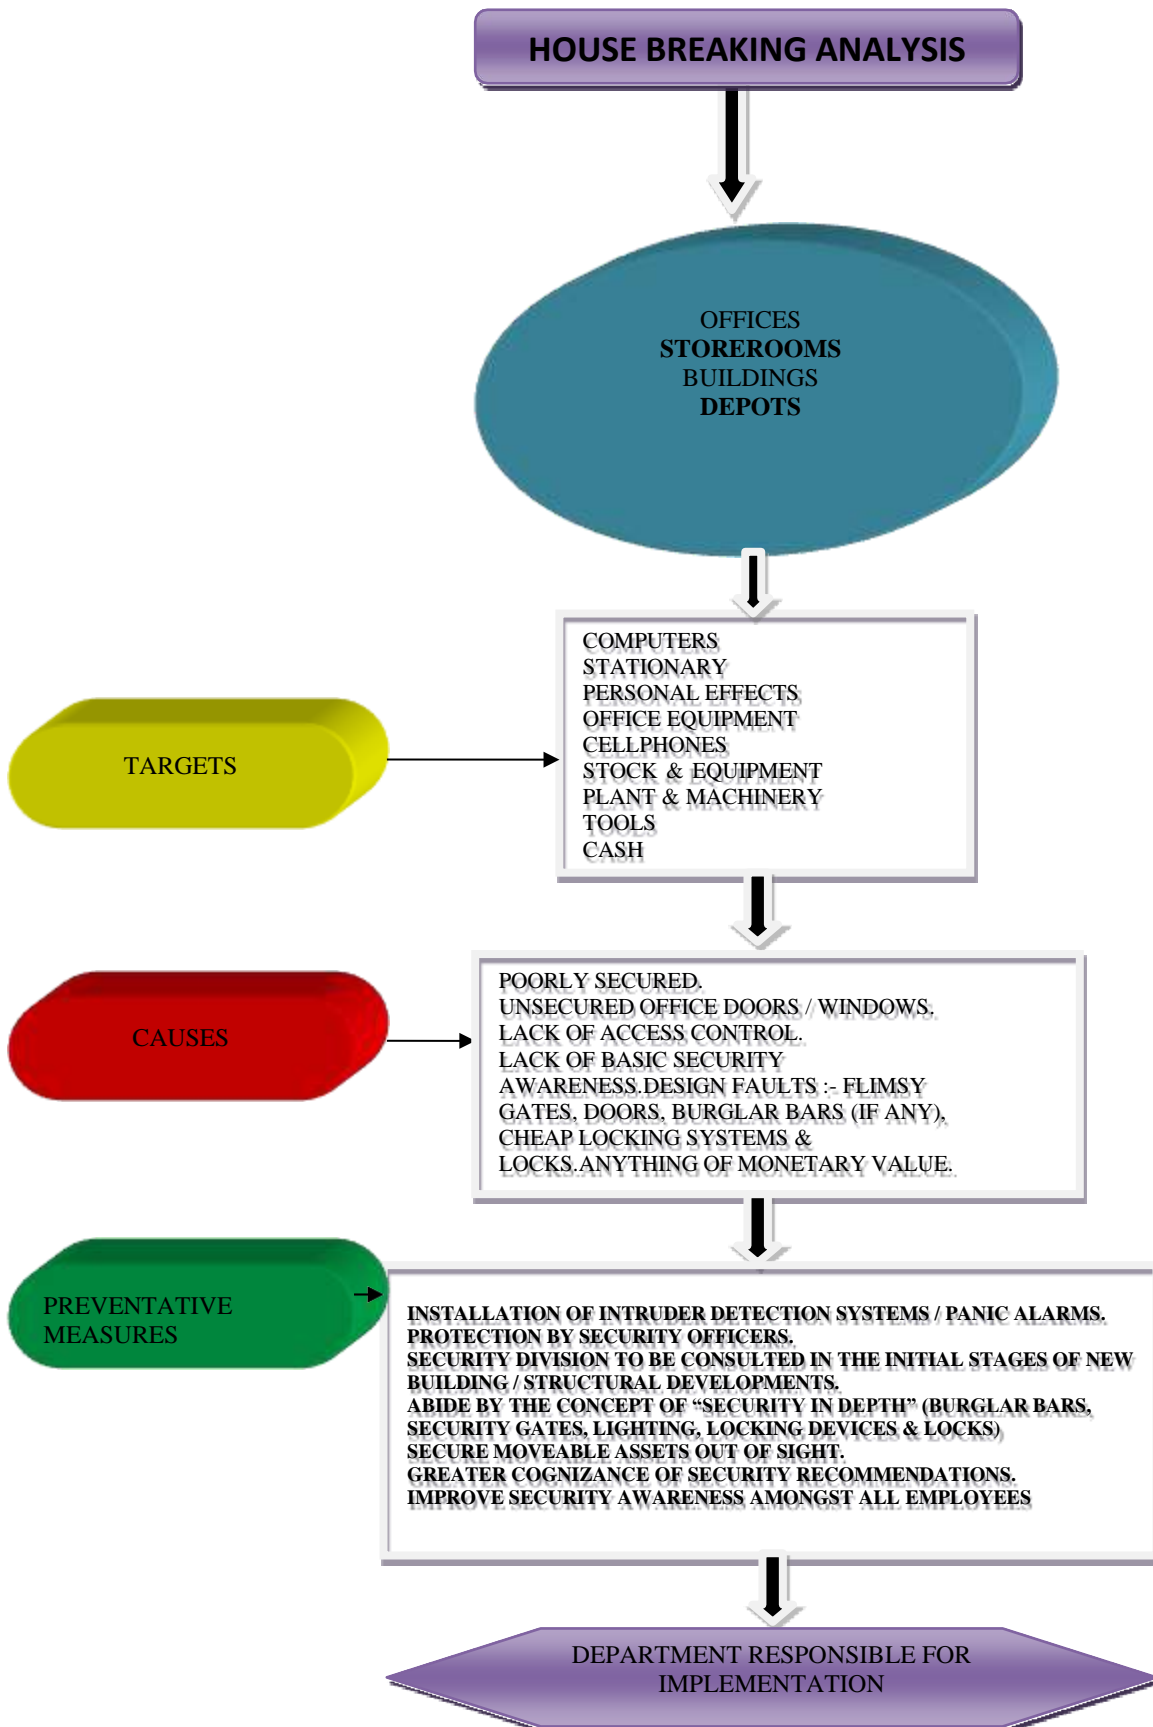 HOUSE BREAKING ANALYSIS
OFFICES
STOREROOMS
BUILDINGS
DEPOTS
TARGETS
COMPUTERS
STATIONARY
PERSONAL EFFECTS
OFFICE EQUIPMENT
CELLPHONES
STOCK & EQUIPMENT
PLANT & MACHINERY
TOOLS
CASH
CAUSES
POORLY SECURED.
UNSECURED OFFICE DOORS / WINDOWS.
LACK OF ACCESS CONTROL.
LACK OF BASIC SECURITY
AWARENESS.DESIGN FAULTS :- FLIMSY
GATES, DOORS, BURGLAR BARS (IF ANY),
CHEAP LOCKING SYSTEMS &
LOCKS.ANYTHING OF MONETARY VALUE.
PREVENTATIVE
MEASURES
INSTALLATION OF INTRUDER DETECTION SYSTEMS / PANIC ALARMS.
PROTECTION BY SECURITY OFFICERS.
SECURITY DIVISION TO BE CONSULTED IN THE INITIAL STAGES OF NEW
BUILDING / STRUCTURAL DEVELOPMENTS.
ABIDE BY THE CONCEPT OF “SECURITY IN DEPTH” (BURGLAR BARS,
SECURITY GATES, LIGHTING, LOCKING DEVICES & LOCKS)
SECURE MOVEABLE ASSETS OUT OF SIGHT.
GREATER COGNIZANCE OF SECURITY RECOMMENDATIONS.
IMPROVE SECURITY AWARENESS AMONGST ALL EMPLOYEES
DEPARTMENT RESPONSIBLE FOR
IMPLEMENTATION